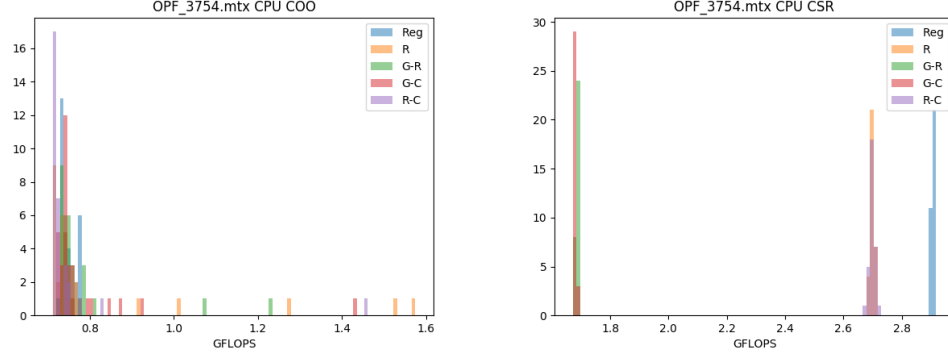 OPF_3754.mtx CPU COO
16
14
12
10
8
6
4
2
0
0.8
1.0
1.2
1.4
1.6
GFLOPS
Reg
R
G-R
G-C
R-C
OPF_3754.mtx CPU CSR
30
25
20
15
10
5
0
1.8
2.0
2.2
2.4
2.6
2.8
GFLOPS
Reg
R
G-R
G-C
R-C